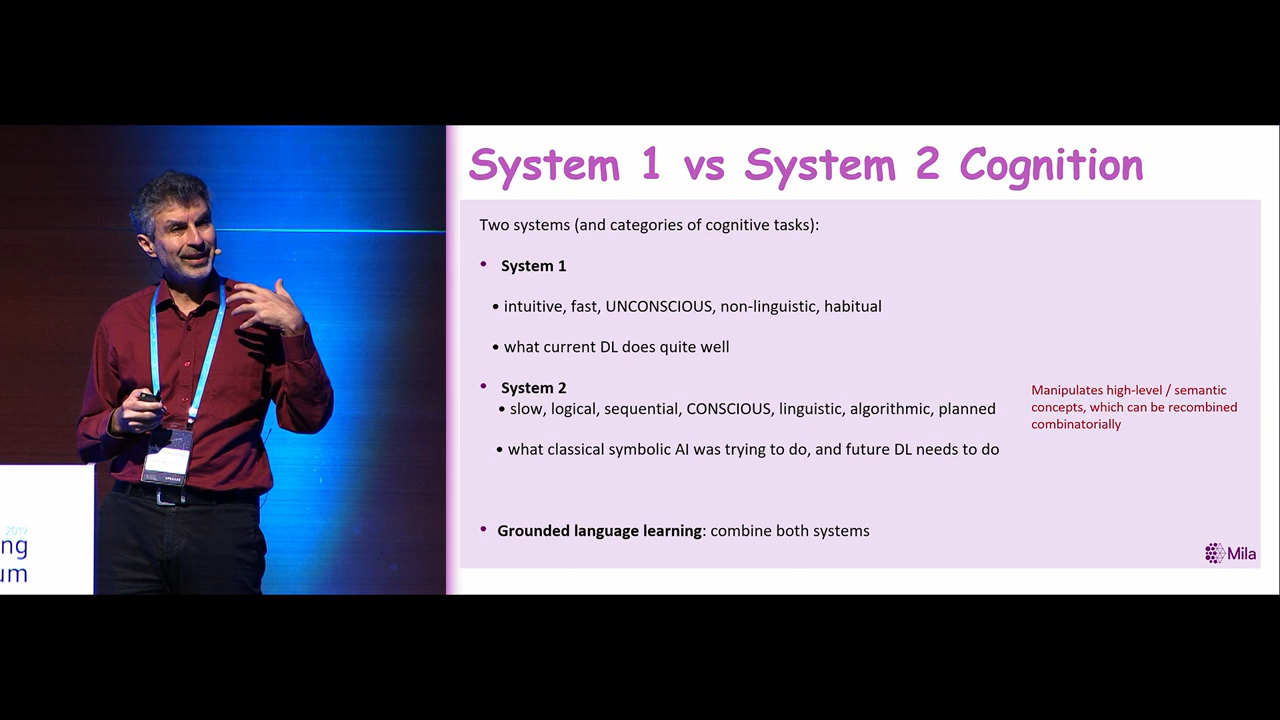 System 1 vs System 2 Cognition
Two systems (and categories of cognitive tasks):
• System 1
• intuitive, fast, UNCONSCIOUS, non-linguistic, habitual
• what current DL does quite well
• System 2
• slow, logical, sequential, CONSCIOUS, linguistic, algorithmic, planned
Manipulates high-level / semantic
concepts, which can be recombined
combinatorially
• what classical symbolic AI was trying to do, and future DL needs to do
• Grounded language learning: combine both systems
Mila
2019
ng
um